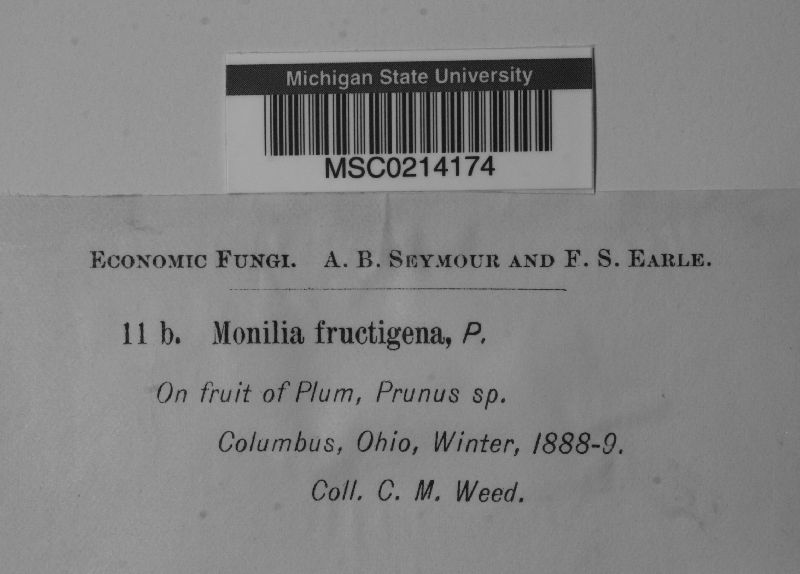 Michigan State University
MSC0214174
Economic Fungi. A. B. Seymour and F. S. Earle.
11 b. Monilia fructigena, P.
On fruit of Plum, Prunus sp.
Columbus, Ohio, Winter, 1888-9.
Coll. C. M. Weed.